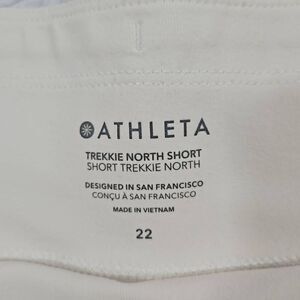 ATHLETA
TREKKIE NORTH SHORT
SHORT TREKKIE NORTH
DESIGNED IN SAN FRANCISCO
CONÇU À SAN FRANCISCO
MADE IN VIETNAM
22